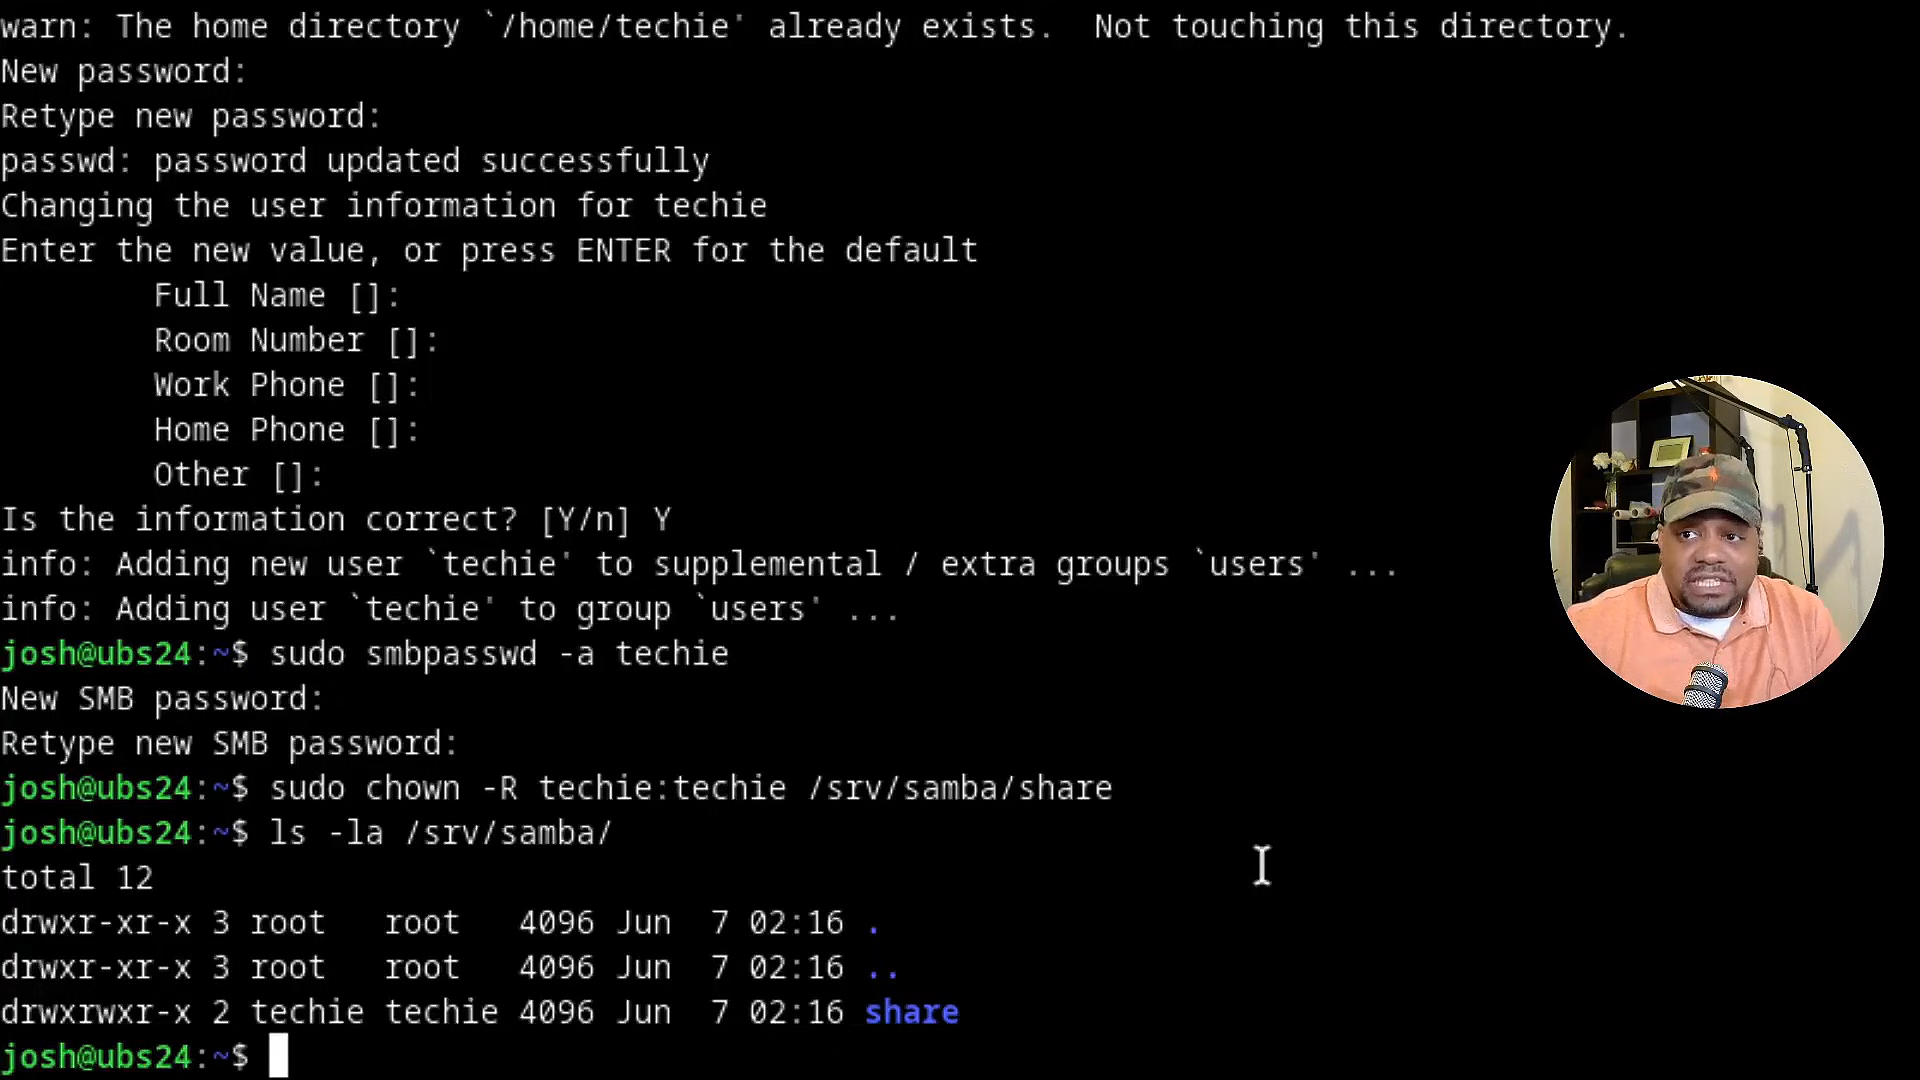 warn: The home directory `/home/techie' already exists.  Not touching this directory.
New password:
Retype new password:
passwd: password updated successfully
Changing the user information for techie
Enter the new value, or press ENTER for the default
        Full Name []:
        Room Number []:
        Work Phone []:
        Home Phone []:
        Other []:
Is the information correct? [Y/n] Y
info: Adding new user `techie' to supplemental / extra groups `users' ...
info: Adding user `techie' to group `users' ...
josh@ubs24:~$ sudo smbpasswd -a techie
New SMB password:
Retype new SMB password:
josh@ubs24:~$ sudo chown -R techie:techie /srv/samba/share
josh@ubs24:~$ ls -la /srv/samba/
total 12
drwxr-xr-x 3 root   root   4096 Jun  7 02:16 .
drwxr-xr-x 3 root   root   4096 Jun  7 02:16 ..
drwxrwxr-x 2 techie techie 4096 Jun  7 02:16 share
josh@ubs24:~$